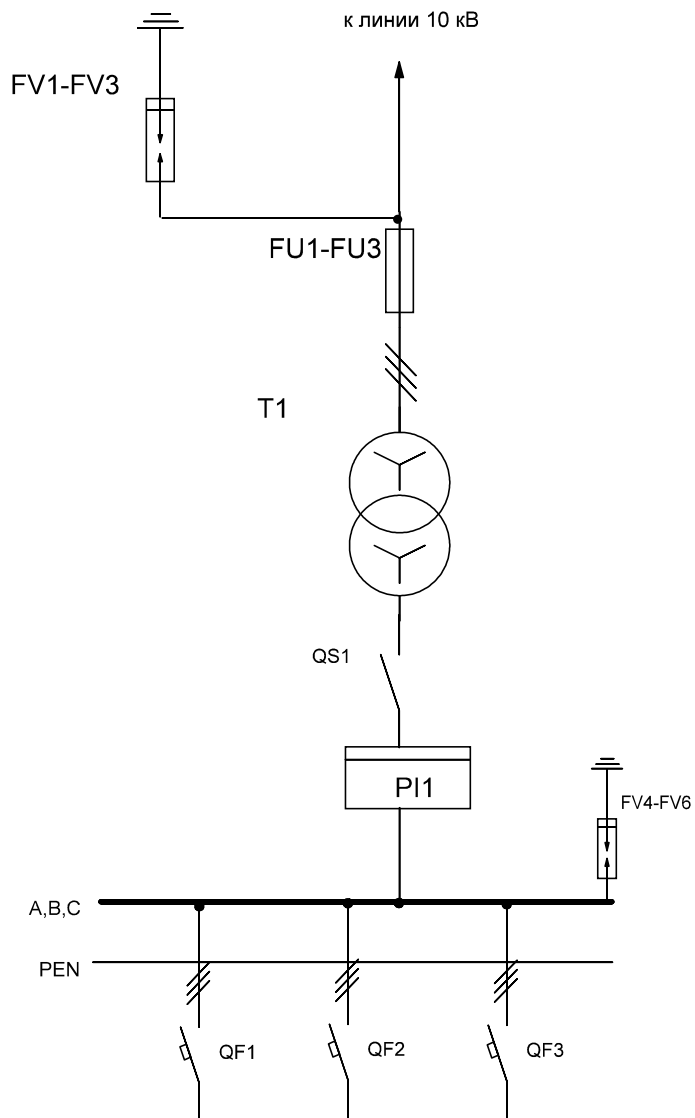 к линии 10 кВ
FV1-FV3
FU1-FU3
T1
QS1
PI1
FV4-FV6
A,B,C
PEN
QF1
QF2
QF3